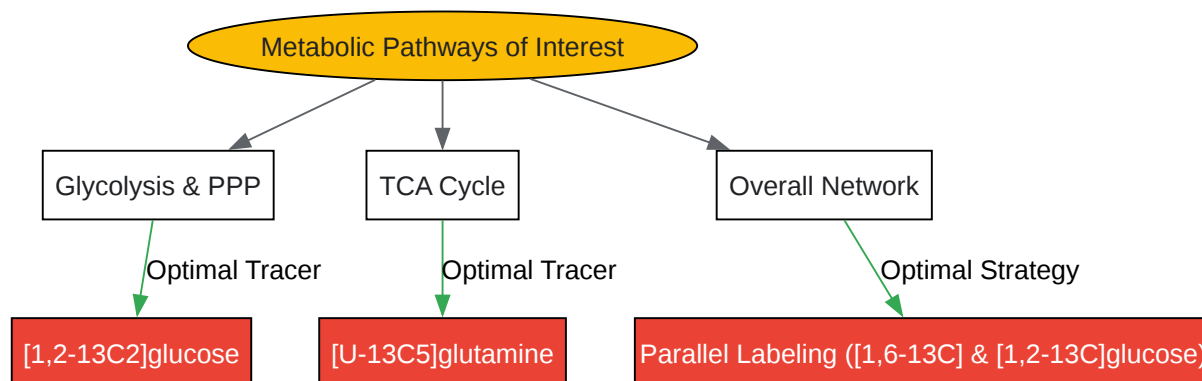 Metabolic Pathways of Interest
Glycolysis & PPP
TCA Cycle
Overall Network
Optimal Tracer
Optimal Tracer
Optimal Strategy
[1,2-13C2]glucose
[U-13C5]glutamine
Parallel Labeling ([1,6-13C] & [1,2-13C]glucose)